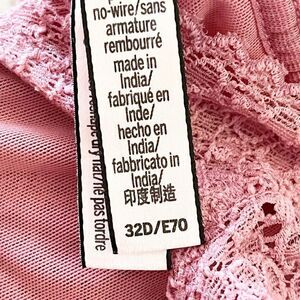 no-wire/sans
armature
rembourré
made in
India/
fabriqué en
Inde/
hecho en
India/
fabbricato in
India/
印度制造
32D/E70
ne pas tordre